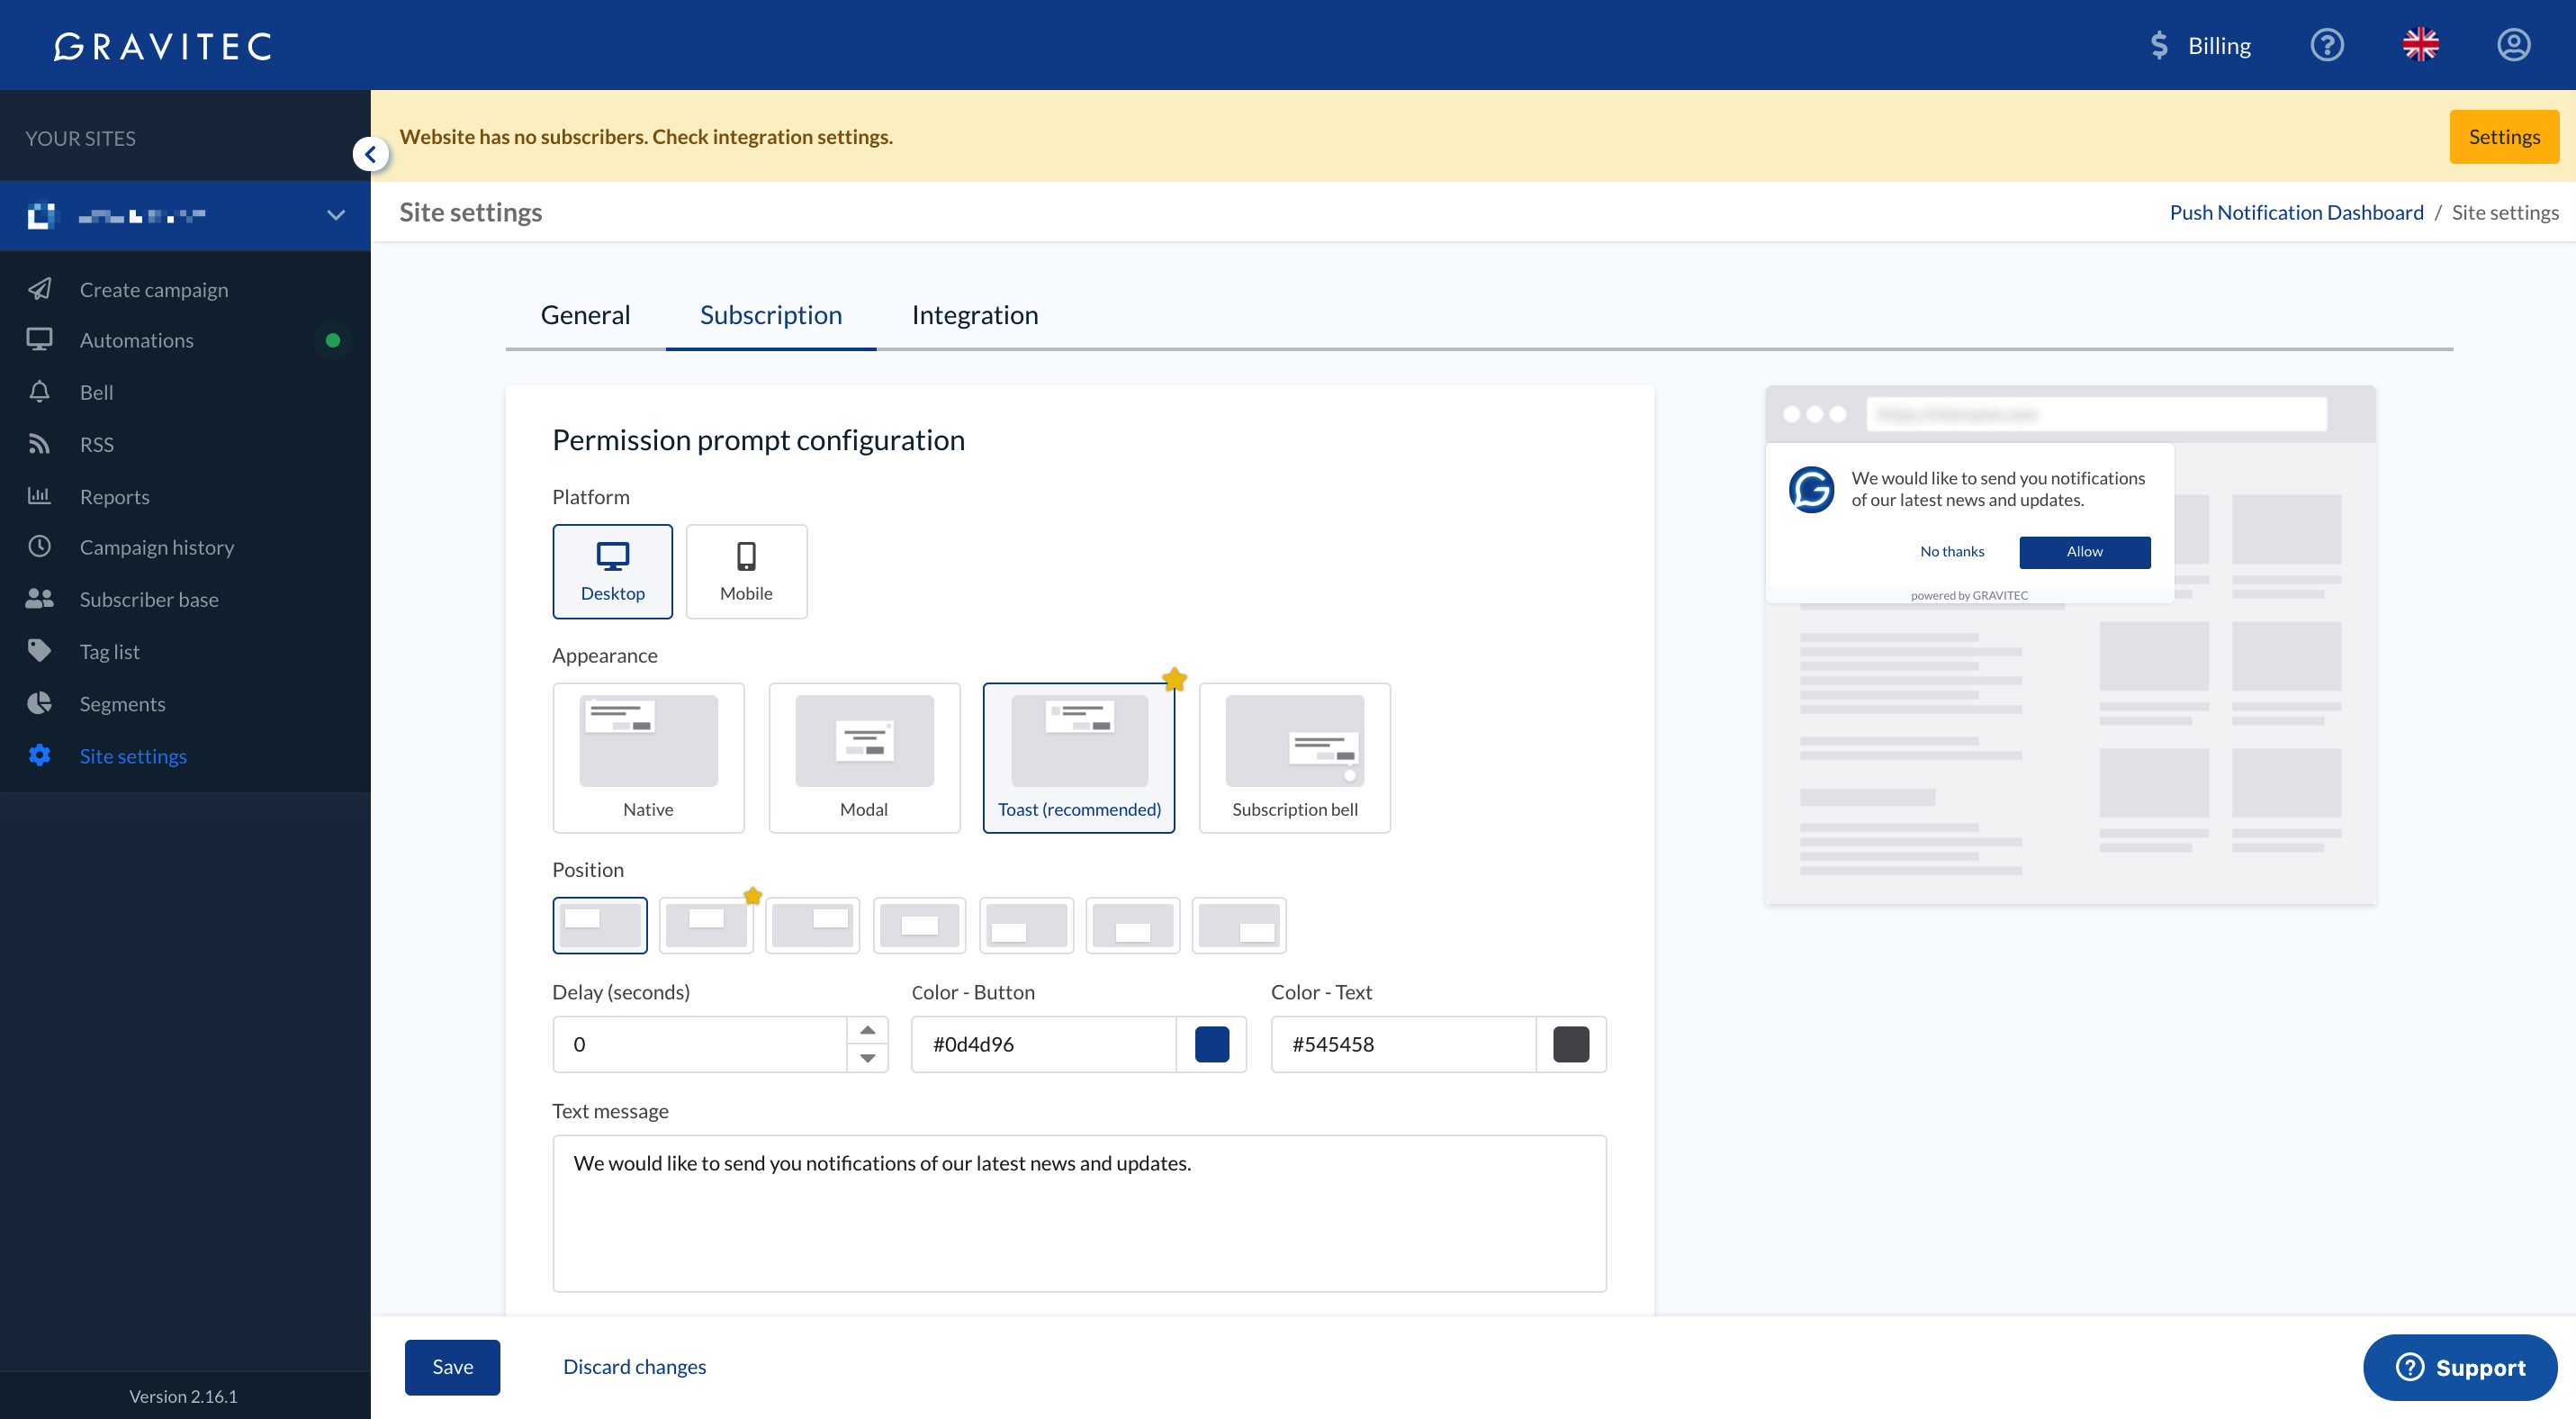 GRAVITEC
Billing
YOUR SITES
Website has no subscribers. Check integration settings.
Settings
Site settings
Push Notification Dashboard / Site settings
Create campaign
Automations
Bell
RSS
Reports
Campaign history
Subscriber base
Tag list
Segments
Site settings
Version 2.16.1
General
Subscription
Integration
Permission prompt configuration
Platform
Desktop
Mobile
Appearance
Native
Modal
Toast (recommended)
Subscription bell
Position
Delay (seconds)
Color - Button
Color - Text
0
#0d4d96
#545458
Text message
We would like to send you notifications of our latest news and updates.
We would like to send you notifications
of our latest news and updates.
No thanks
Allow
powered by GRAVITEC
Save
Discard changes
Support